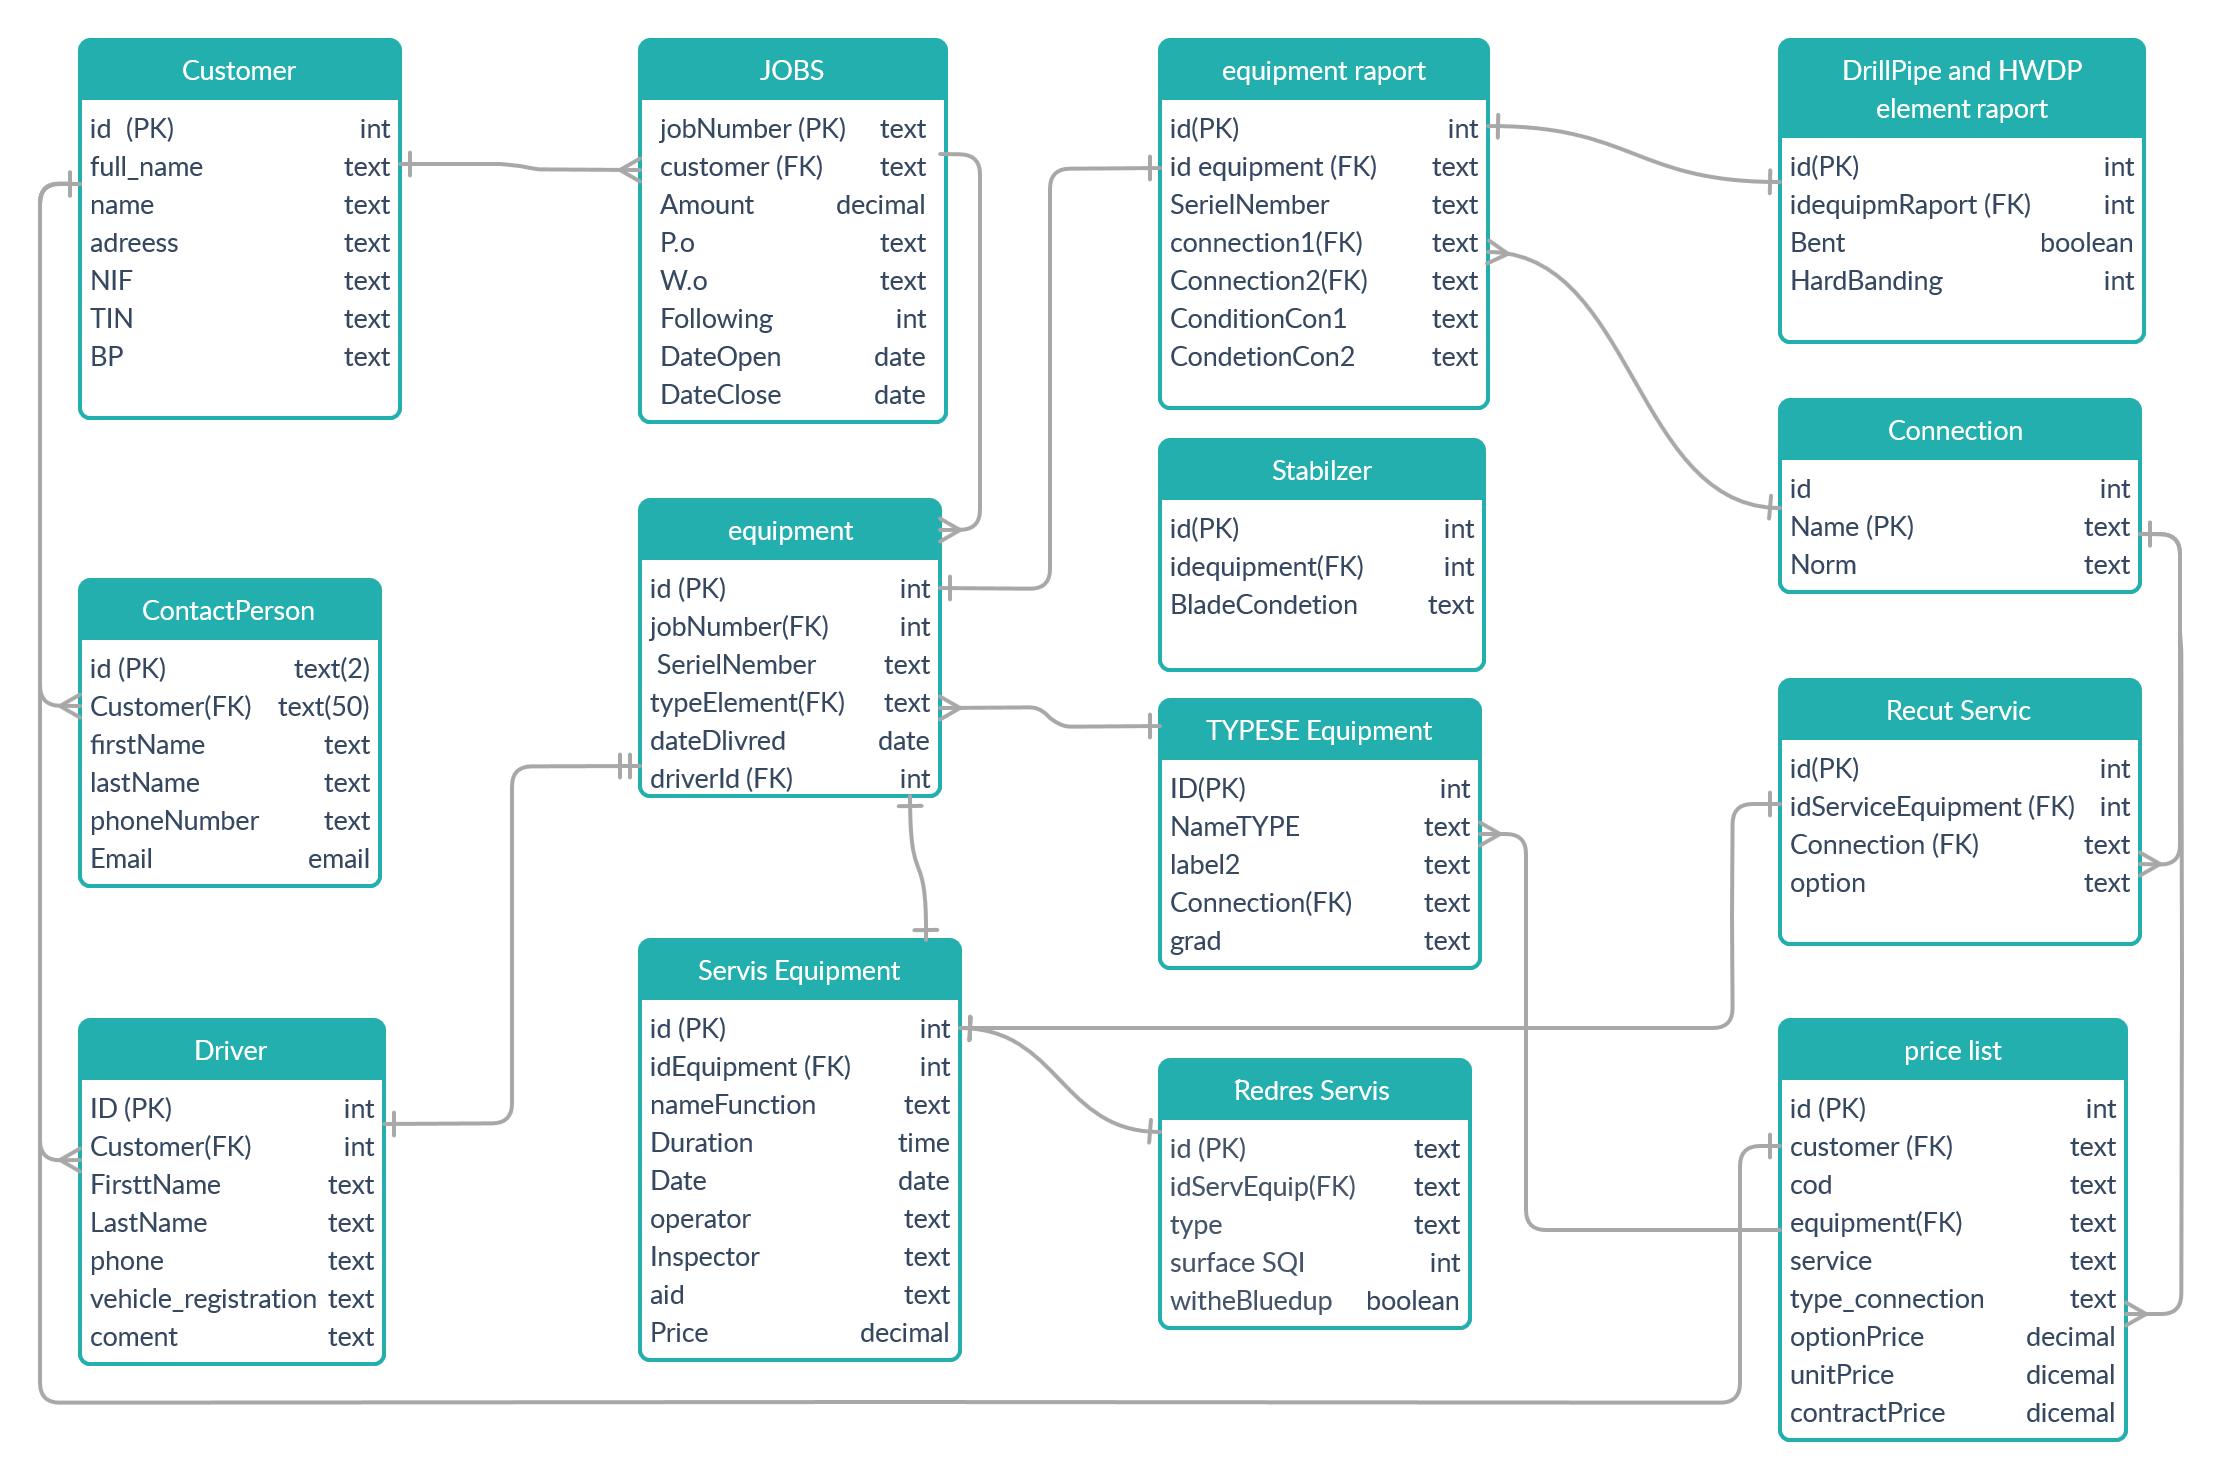 Customer
id (PK) int
full_name text
name text
adreess text
NIF text
TIN text
BP text
JOBS
jobNumber (PK) text
customer (FK) text
Amount decimal
P.o text
W.o text
Following int
DateOpen date
DateClose date
equipment raport
id(PK) int
id equipment (FK) text
SerielNember text
connection1(FK) text
Connection2(FK) text
ConditionCon1 text
CondetionCon2 text
DrillPipe and HWDP
element raport
id(PK) int
idequipmRaport (FK) int
Bent boolean
HardBanding int
Connection
id int
Name (PK) text
Norm text
Stabilzer
id(PK) int
idequipment(FK) int
BladeCondetion text
equipment
id (PK) int
jobNumber(FK) int
SerielNember text
typeElement(FK) text
dateDlivred date
driverId (FK) int
ContactPerson
id (PK) text(2)
Customer(FK) text(50)
firstName text
lastName text
phoneNumber text
Email email
TYPESE Equipment
ID(PK) int
NameTYPE text
label2 text
Connection(FK) text
grad text
Recut Servic
id(PK) int
idServiceEquipment (FK) int
Connection (FK) text
option text
Servis Equipment
id (PK) int
idEquipment (FK) int
nameFunction text
Duration time
Date date
operator text
Inspector text
aid text
Price decimal
Driver
ID (PK) int
Customer(FK) int
FirsttName text
LastName text
phone text
vehicle_registration text
coment text
Redres Servis
id (PK) text
idServEquip(FK) text
type text
surface SQI int
witheBluedup boolean
price list
id (PK) int
customer (FK) text
cod text
equipment(FK) text
service text
type_connection text
optionPrice decimal
unitPrice dicemal
contractPrice dicemal